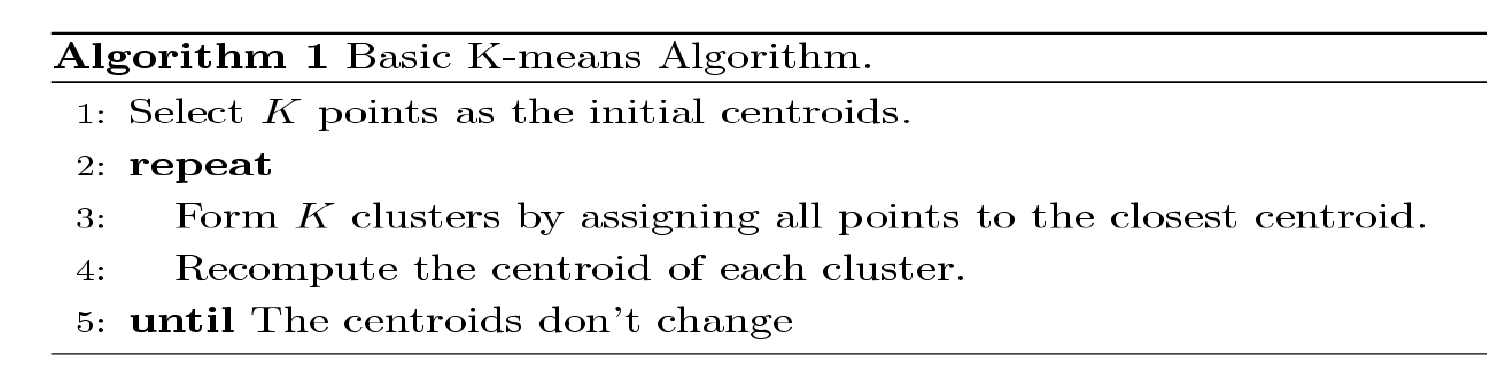 Algorithm 1 Basic K-means Algorithm.
1: Select K points as the initial centroids.
2: repeat
3: Form K clusters by assigning all points to the closest centroid.
4: Recompute the centroid of each cluster.
5: until The centroids don't change